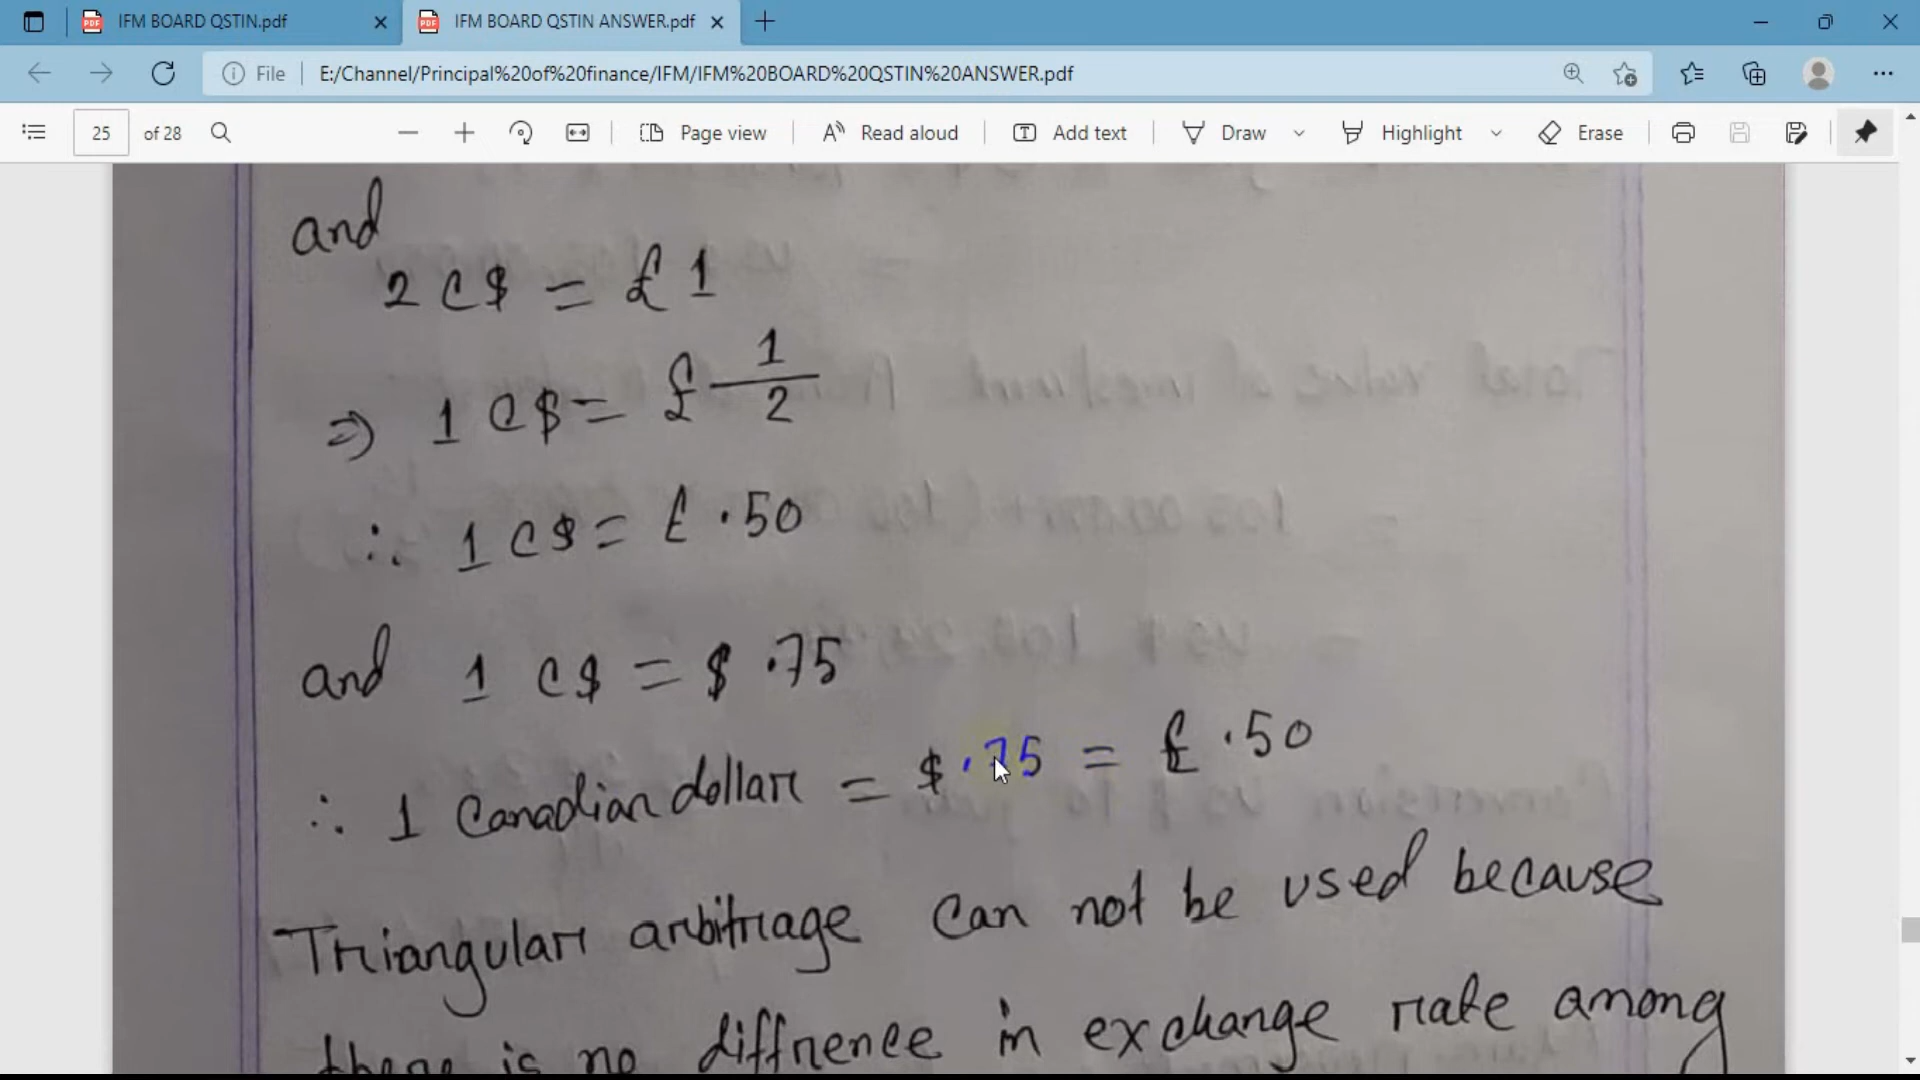 IFM BOARD QSTIN.pdf
IFM BOARD QSTIN ANSWER.pdf
File
E:/Channel/Principal%20of%20finance/IFM/IFM%20BOARD%20QSTIN%20ANSWER.pdf
25 of 28
Page view
Read aloud
Add text
Draw
Highlight
Erase
and
2 C$ = £ 1
⇒ 1 C$ = £ 1/2
∴ 1 C$ = £ .50
and 1 C$ = $ .75
∴ 1 Canadian dollar = $ .75 = £ .50
Triangular arbitrage can not be used because
there is no diffrence in exchange rate among